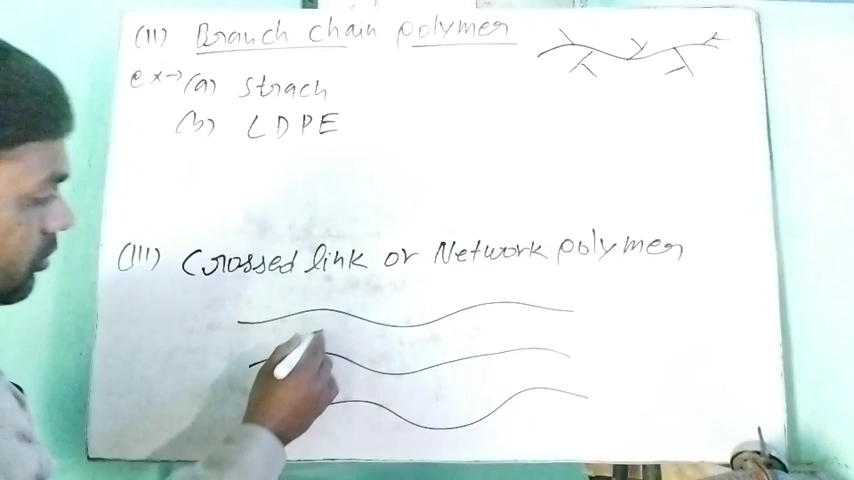 (II) Branch chain polymer
ex→ (a) Strach
(b) LDPE
(III) Crossed link or Network polymer